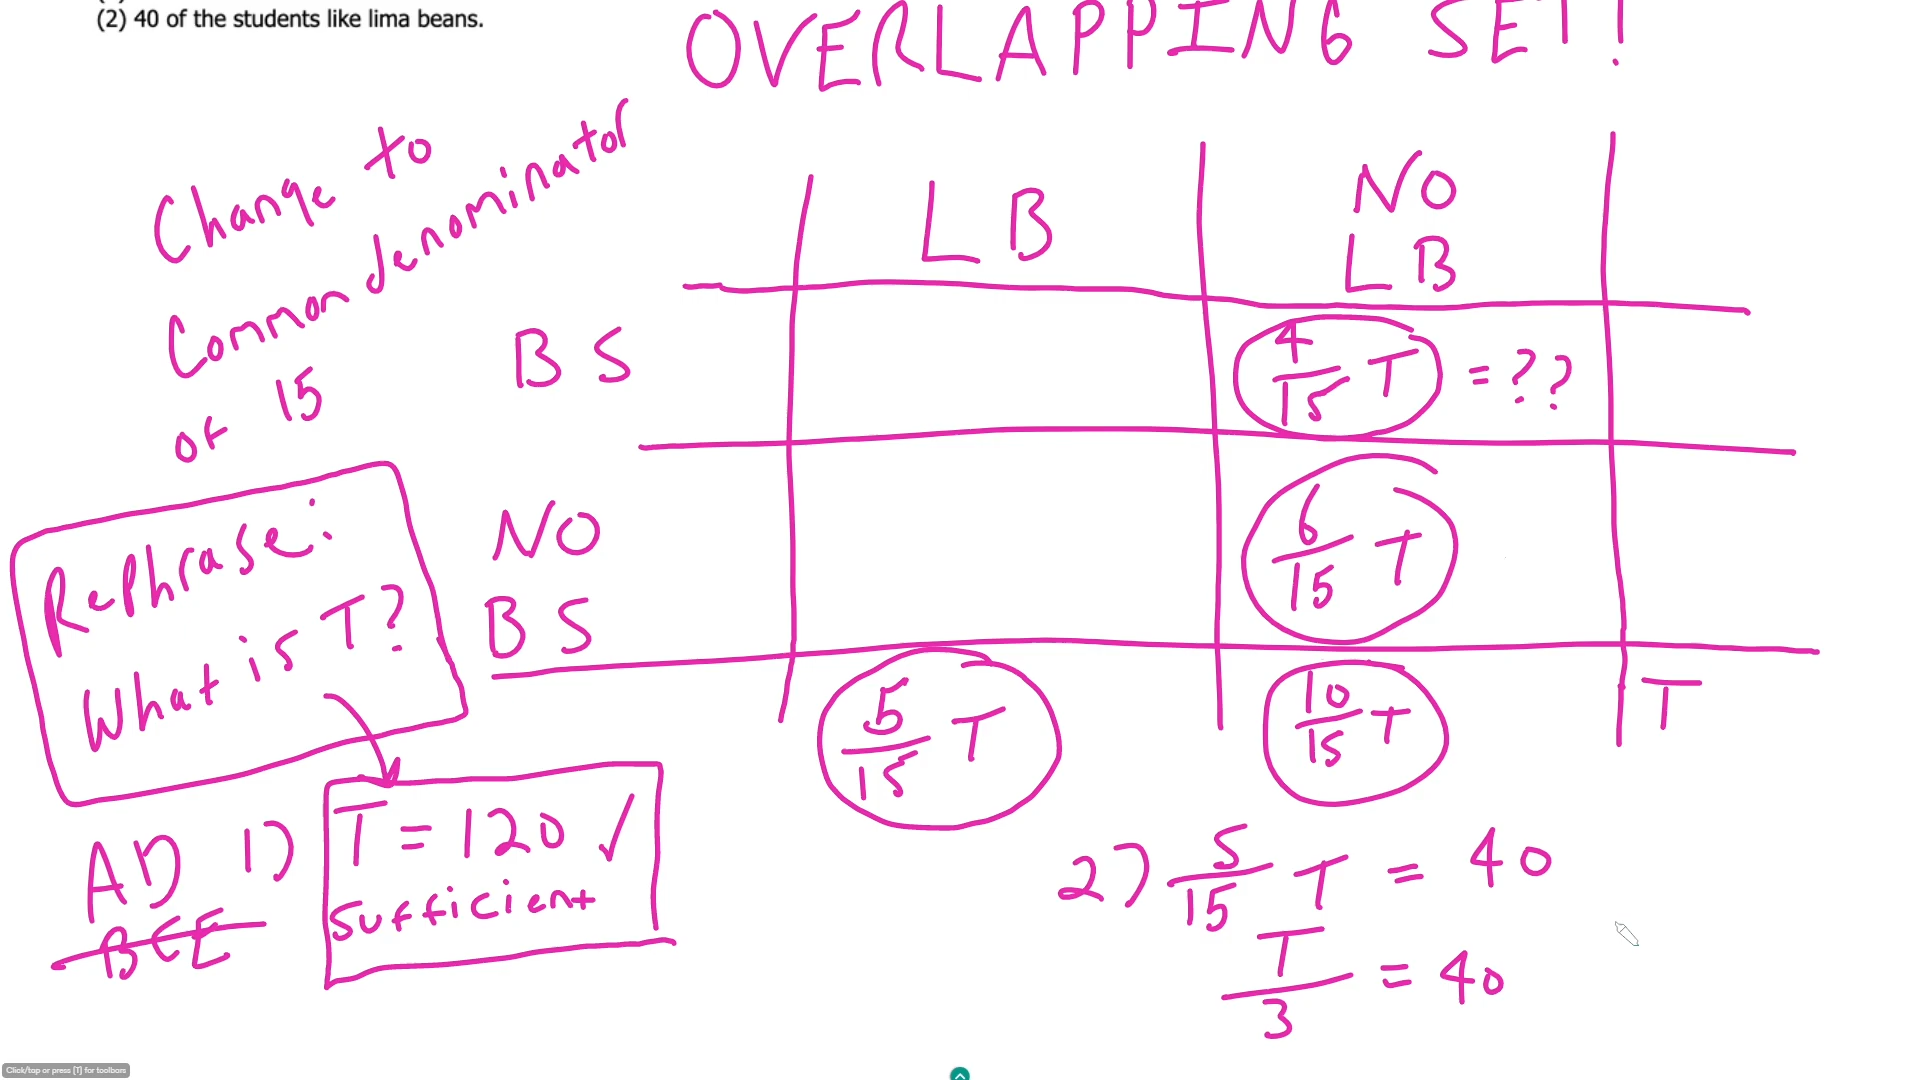 (2) 40 of the students like lima beans.
OVERLAPPING SET!
Change to
Common denominator
of 15
LB
NO
LB
BS
4/15 T = ??
NO
BS
6/15 T
5/15 T
10/15 T
T
Rephrase:
What is T?
AD
BCE
1) T = 120 ✓
Sufficient
2) 5/15 T = 40
T/3 = 40
Click/tap or press [T] for toolbars